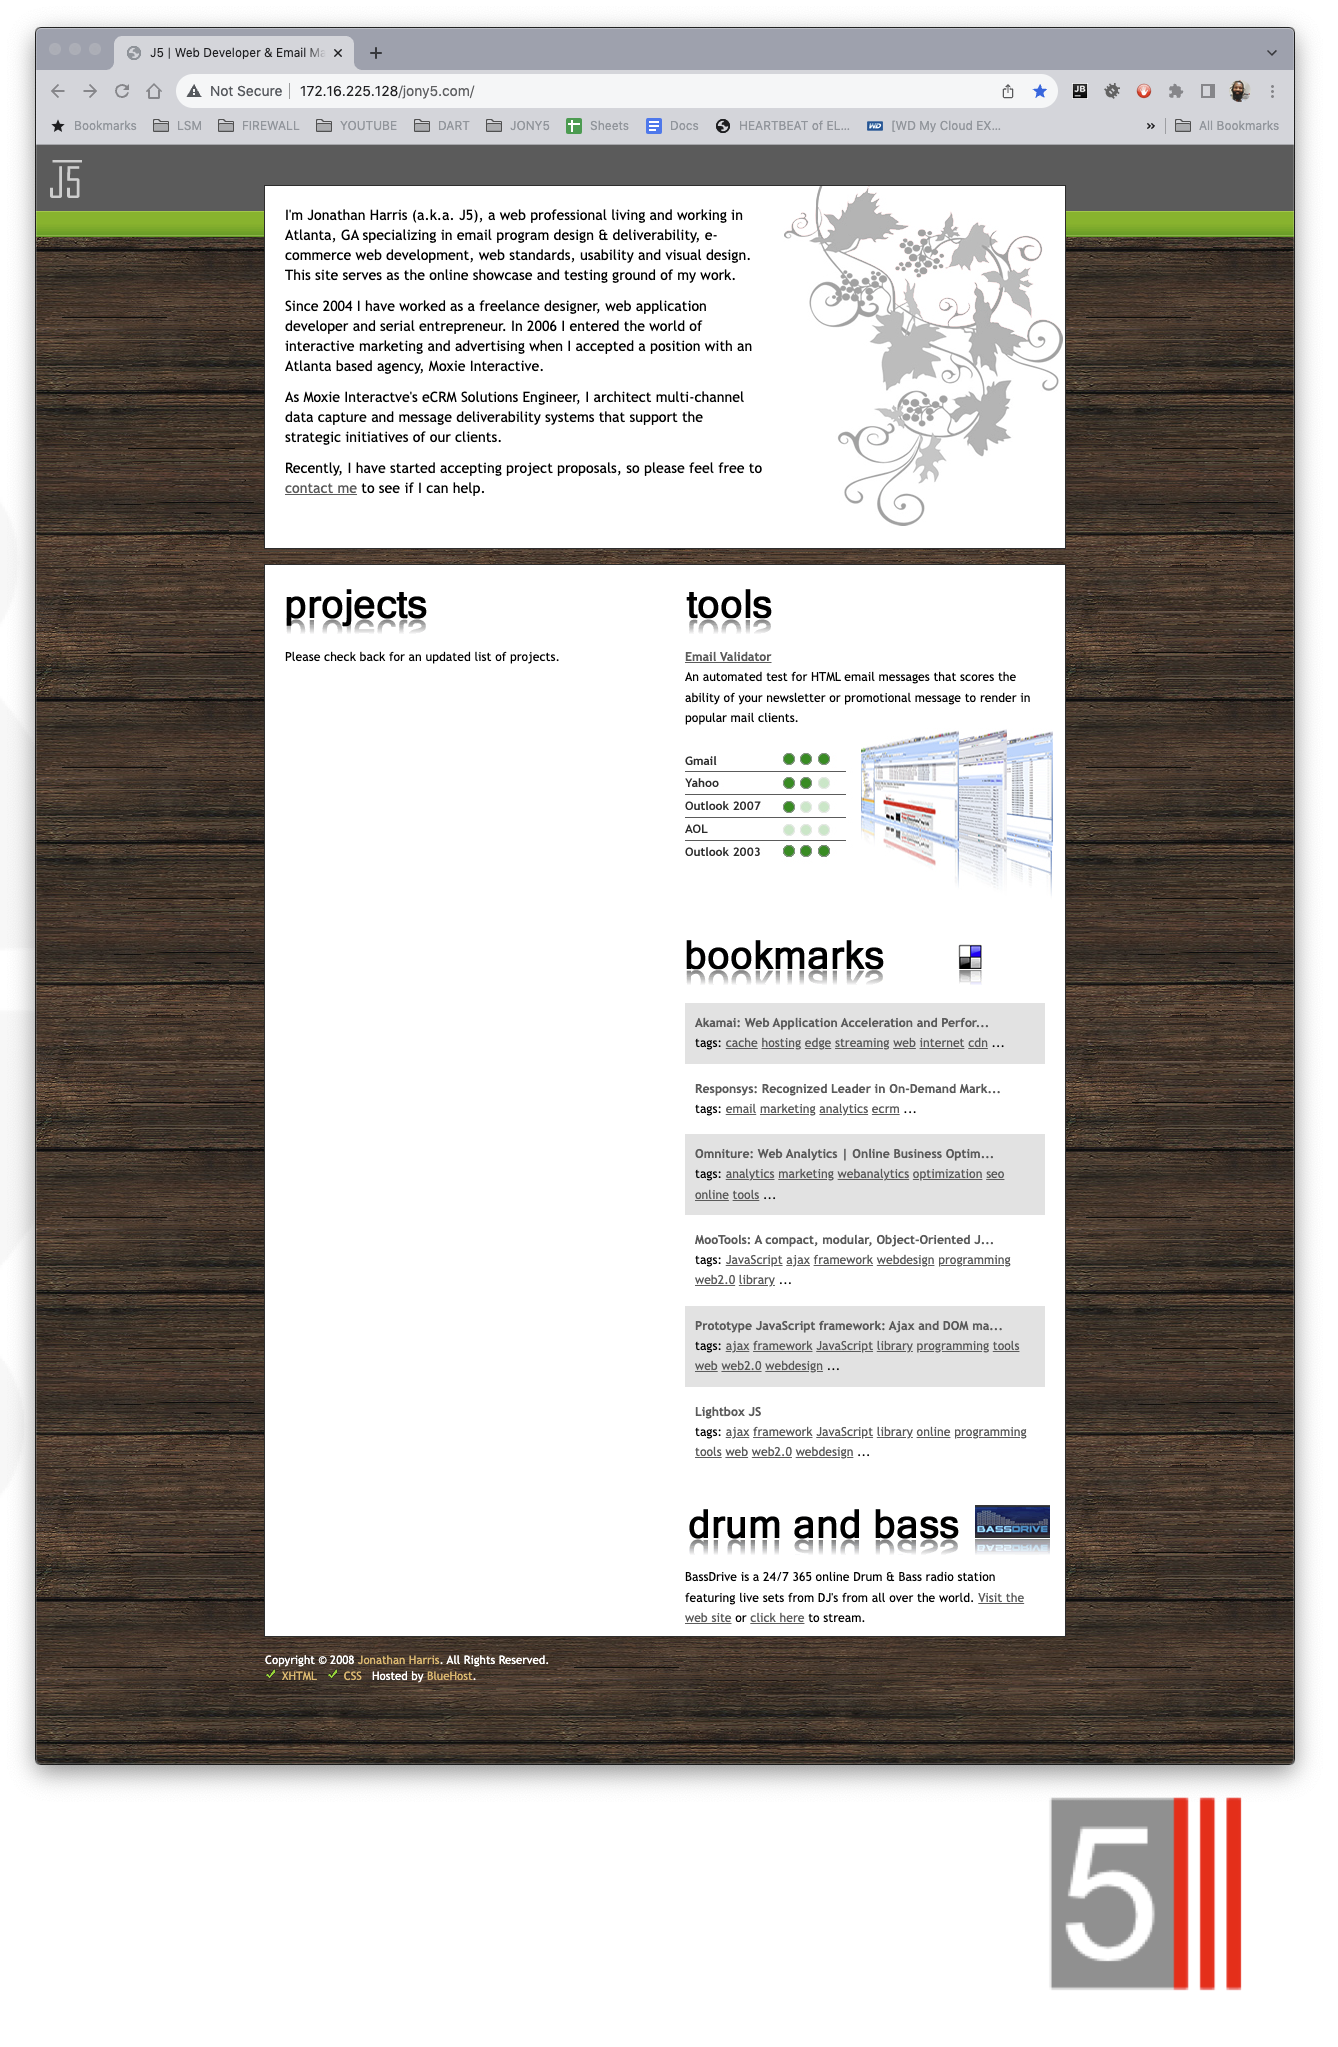 J5 | Web Developer & Email Ma
Not Secure
172.16.225.128/jony5.com/
JB
Bookmarks
LSM
FIREWALL
YOUTUBE
DART
JONY5
Sheets
Docs
HEARTBEAT of EL...
WD
[WD My Cloud EX...
»
All Bookmarks
J5
I'm Jonathan Harris (a.k.a. J5), a web professional living and working in
Atlanta, GA specializing in email program design & deliverability, e-
commerce web development, web standards, usability and visual design.
This site serves as the online showcase and testing ground of my work.
Since 2004 I have worked as a freelance designer, web application
developer and serial entrepreneur. In 2006 I entered the world of
interactive marketing and advertising when I accepted a position with an
Atlanta based agency, Moxie Interactive.
As Moxie Interactve's eCRM Solutions Engineer, I architect multi-channel
data capture and message deliverability systems that support the
strategic initiatives of our clients.
Recently, I have started accepting project proposals, so please feel free to
contact me to see if I can help.
projects
Please check back for an updated list of projects.
tools
Email Validator
An automated test for HTML email messages that scores the
ability of your newsletter or promotional message to render in
popular mail clients.
Gmail
Yahoo
Outlook 2007
AOL
Outlook 2003
bookmarks
Akamai: Web Application Acceleration and Perfor...
tags: cache hosting edge streaming web internet cdn ...
Responsys: Recognized Leader in On-Demand Mark...
tags: email marketing analytics ecrm ...
Omniture: Web Analytics | Online Business Optim...
tags: analytics marketing webanalytics optimization seo
online tools ...
MooTools: A compact, modular, Object-Oriented J...
tags: JavaScript ajax framework webdesign programming
web2.0 library ...
Prototype JavaScript framework: Ajax and DOM ma...
tags: ajax framework JavaScript library programming tools
web web2.0 webdesign ...
Lightbox JS
tags: ajax framework JavaScript library online programming
tools web web2.0 webdesign ...
drum and bass
BASSDRIVE
BassDrive is a 24/7 365 online Drum & Bass radio station
featuring live sets from DJ's from all over the world. Visit the
web site or click here to stream.
Copyright © 2008 Jonathan Harris. All Rights Reserved.
XHTML CSS Hosted by BlueHost.
5